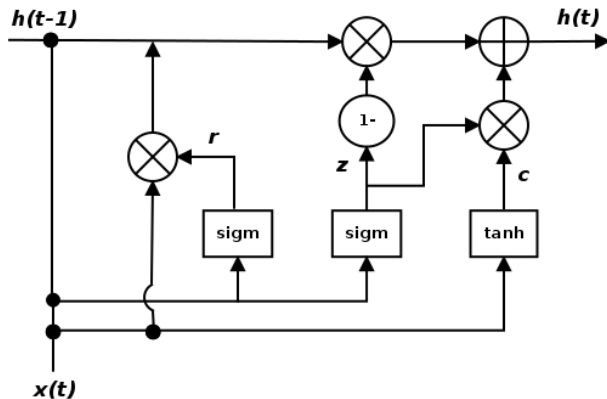 h(t-1)
h(t)
1-
r
z
c
sigm
sigm
tanh
x(t)